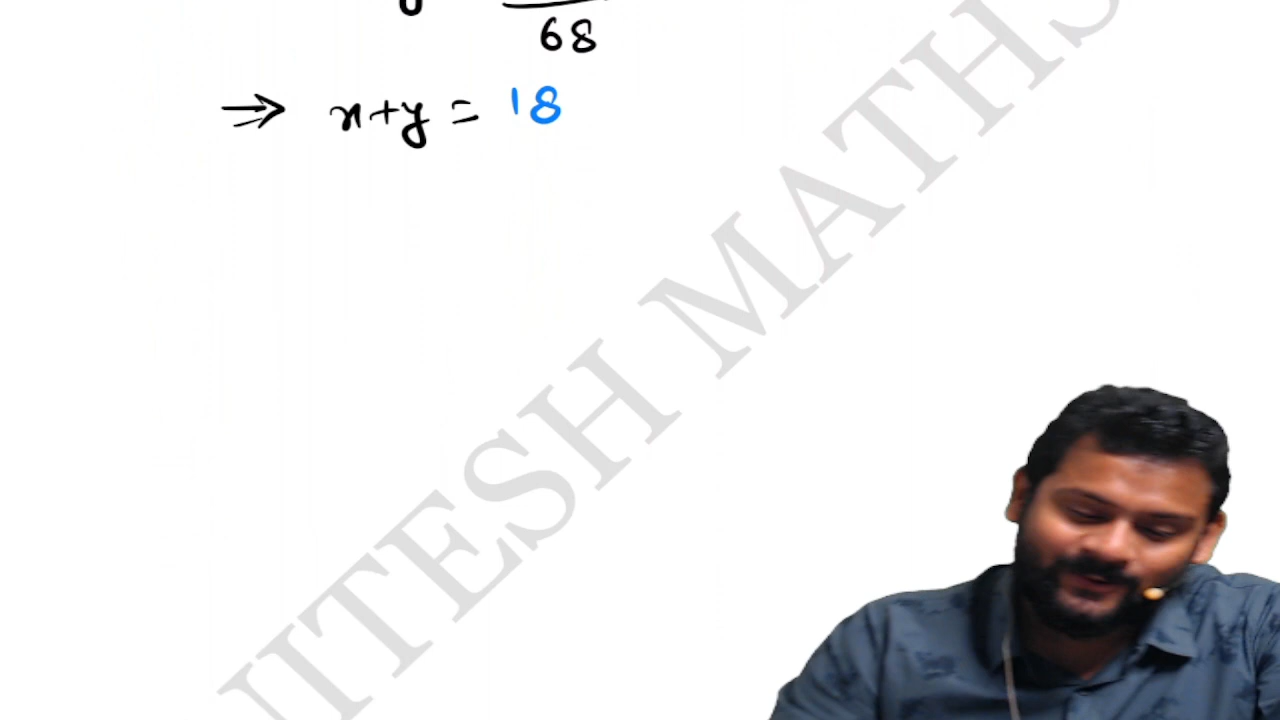 y
68
⇒ x+y = 18
ITESH MATHS